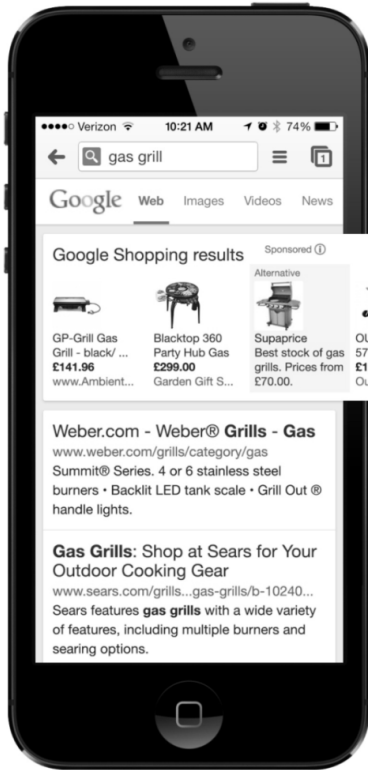 Verizon 10:21 AM 74%
gas grill 1
Google Web Images Videos News
Google Shopping results Sponsored
Alternative
GP-Grill Gas
Grill - black/ ...
£141.96
www.Ambient...
Blacktop 360
Party Hub Gas
£299.00
Garden Gift S...
Supaprice
Best stock of gas
grills. Prices from
£70.00.
OU
57
£1
Ou
Weber.com - Weber® Grills - Gas
www.weber.com/grills/category/gas
Summit® Series. 4 or 6 stainless steel
burners • Backlit LED tank scale • Grill Out ®
handle lights.
Gas Grills: Shop at Sears for Your
Outdoor Cooking Gear
www.sears.com/grills...gas-grills/b-10240...
Sears features gas grills with a wide variety
of features, including multiple burners and
searing options.